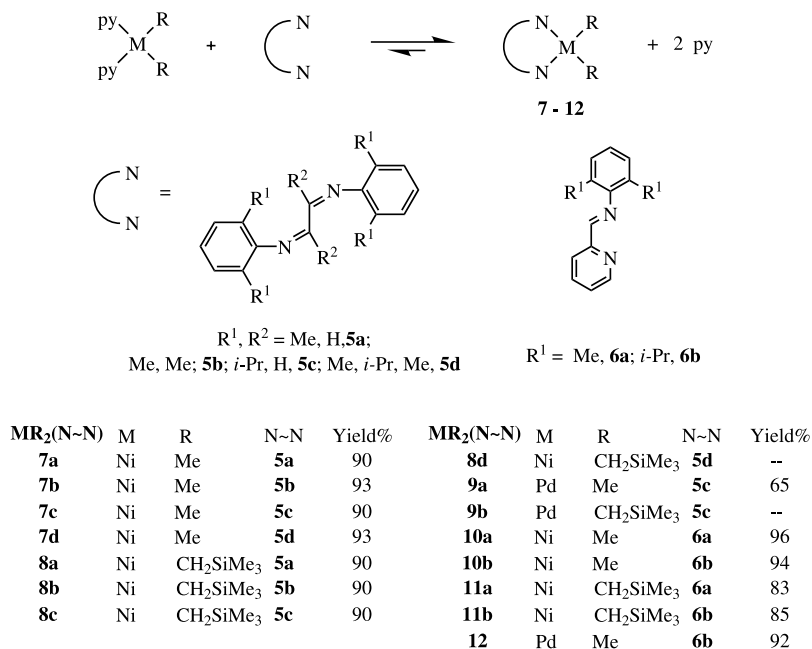 py py M R R + N N ⇌ N N M R R + 2 py
7 - 12
N N =
R¹ R² N R¹ R¹ N R² R¹
R¹ R¹ N N
R¹, R² = Me, H,5a;
Me, Me; 5b; i-Pr, H, 5c; Me, i-Pr, Me, 5d
R¹ = Me, 6a; i-Pr, 6b
MR₂(N~N) M R N~N Yield%
7a Ni Me 5a 90
7b Ni Me 5b 93
7c Ni Me 5c 90
7d Ni Me 5d 93
8a Ni CH₂SiMe₃ 5a 90
8b Ni CH₂SiMe₃ 5b 90
8c Ni CH₂SiMe₃ 5c 90
MR₂(N~N) M R N~N Yield%
8d Ni CH₂SiMe₃ 5d --
9a Pd Me 5c 65
9b Pd CH₂SiMe₃ 5c --
10a Ni Me 6a 96
10b Ni Me 6b 94
11a Ni CH₂SiMe₃ 6a 83
11b Ni CH₂SiMe₃ 6b 85
12 Pd Me 6b 92